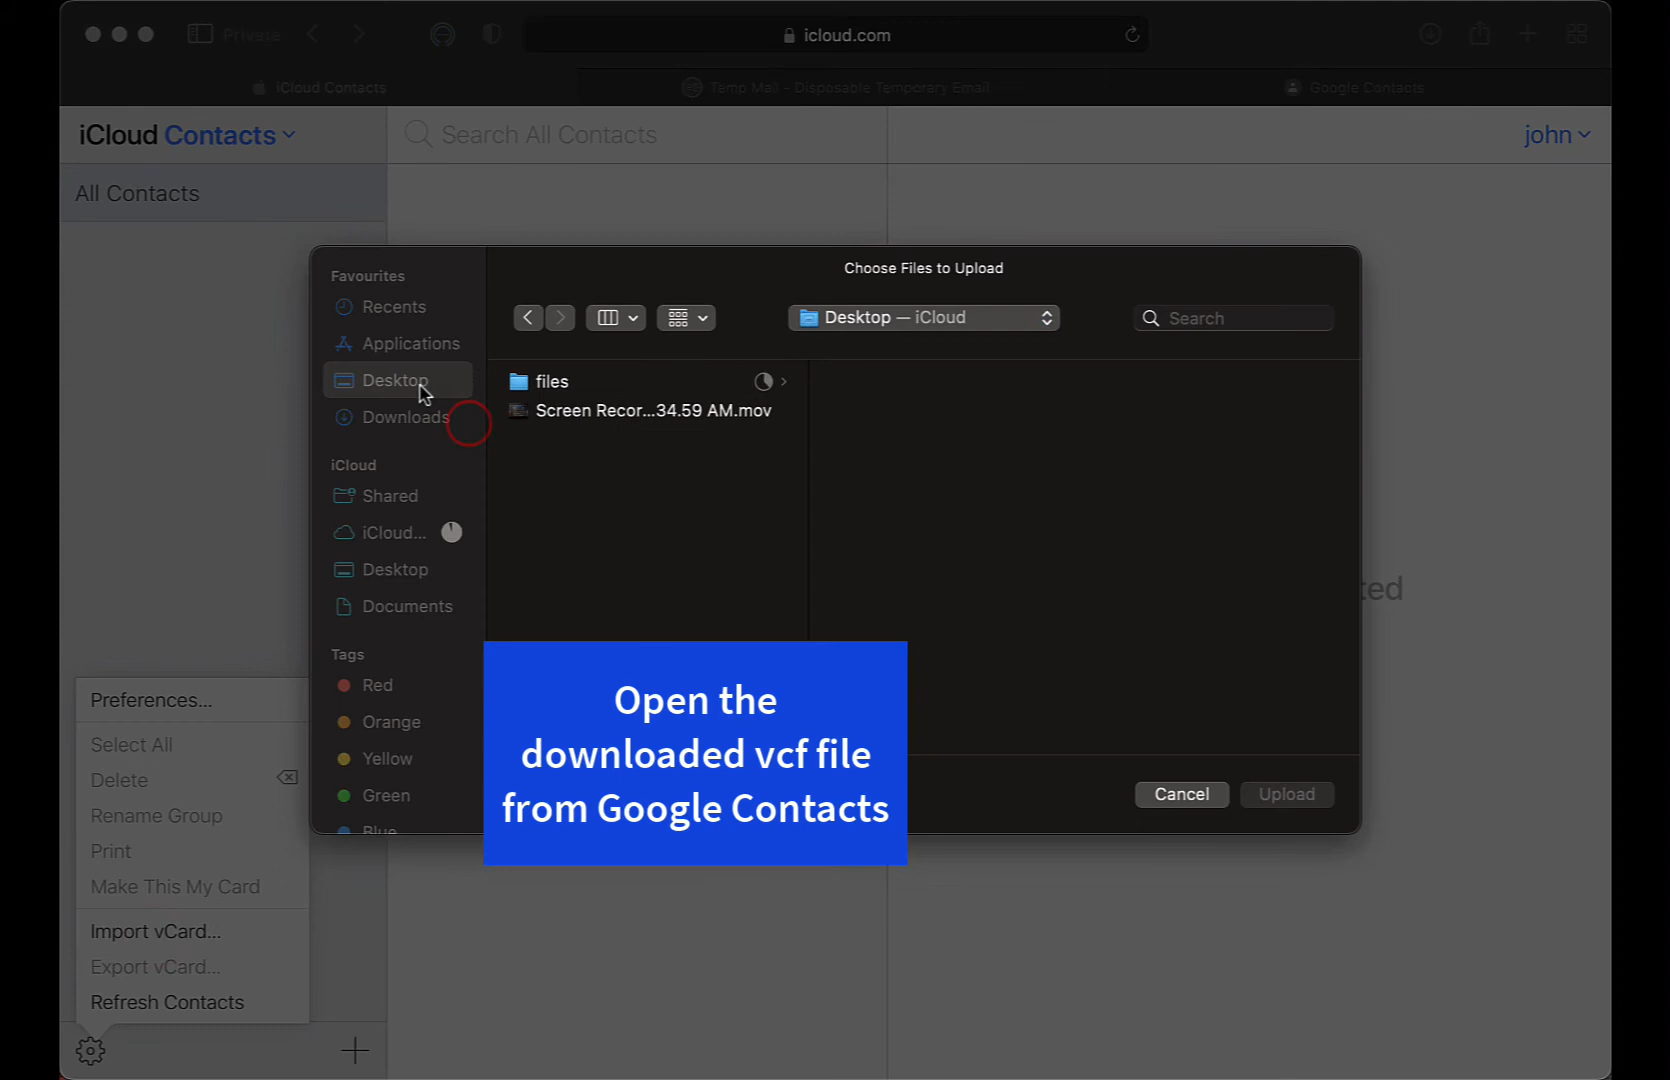 Private
icloud.com
iCloud Contacts
Temp Mail - Disposable Temporary Email
Google Contacts
iCloud Contacts
Search All Contacts
john
All Contacts
Choose Files to Upload
Favourites
Recents
Applications
Desktop
Downloads
iCloud
Shared
iCloud...
Desktop
Documents
Tags
Red
Orange
Yellow
Green
Blue
Desktop — iCloud
Search
files
Screen Recor...34.59 AM.mov
ted
Cancel
Upload
Open the
downloaded vcf file
from Google Contacts
Preferences...
Select All
Delete
Rename Group
Print
Make This My Card
Import vCard...
Export vCard...
Refresh Contacts